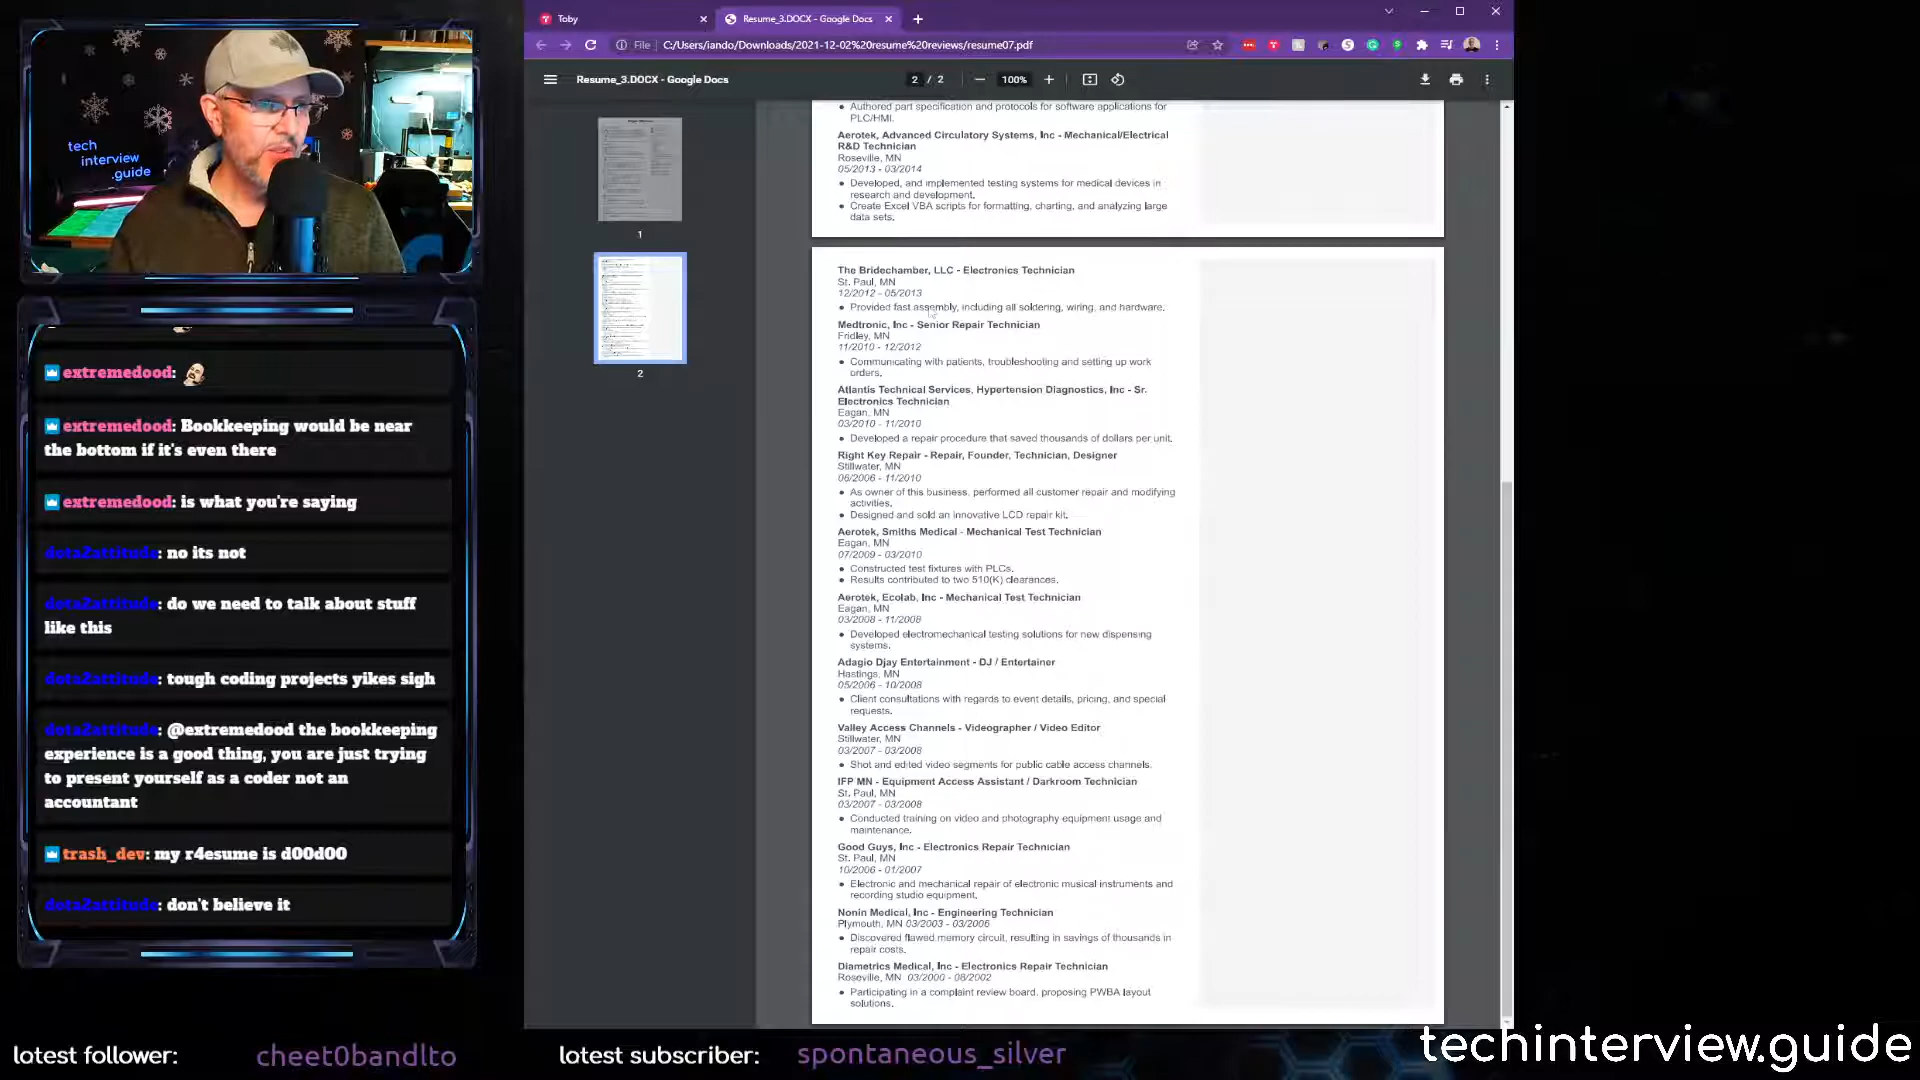 tech
interview
.guide
extremedood:
extremedood: Bookkeeping would be near
the bottom if it's even there
extremedood: is what you're saying
dota2attitude: no its not
dota2attitude: do we need to talk about stuff
like this
dota2attitude: tough coding projects yikes sigh
dota2attitude: @extremedood the bookkeeping
experience is a good thing, you are just trying
to present yourself as a coder not an
accountant
trash_dev: my r4esume is d00d00
dota2attitude: don't believe it
latest follower: cheet0bandlto
latest subscriber: spontaneous_silver
techinterview.guide
Toby
Resume_3.DOCX - Google Docs
File C:/Users/iando/Downloads/2021-12-02%20resume%20reviews/resume07.pdf
Resume_3.DOCX - Google Docs
2 / 2
100%
1
2
Authored part specification and protocols for software applications for
PLC/HMI.
Aerotek, Advanced Circulatory Systems, Inc - Mechanical/Electrical
R&D Technician
Roseville, MN
05/2013 - 03/2014
Developed, and implemented testing systems for medical devices in
research and development.
Create Excel VBA scripts for formatting, charting, and analyzing large
data sets.
The Bridechamber, LLC - Electronics Technician
St. Paul, MN
12/2012 - 05/2013
Provided fast assembly, including all soldering, wiring, and hardware.
Medtronic, Inc - Senior Repair Technician
Fridley, MN
11/2010 - 12/2012
Communicating with patients, troubleshooting and setting up work
orders.
Atlantis Technical Services, Hypertension Diagnostics, Inc - Sr.
Electronics Technician
Eagan, MN
03/2010 - 11/2010
Developed a repair procedure that saved thousands of dollars per unit.
Right Key Repair - Repair, Founder, Technician, Designer
Stillwater, MN
06/2006 - 11/2010
As owner of this business, performed all customer repair and modifying
activities.
Designed and sold an innovative LCD repair kit.
Aerotek, Smiths Medical - Mechanical Test Technician
Eagan, MN
07/2009 - 03/2010
Constructed test fixtures with PLCs.
Results contributed to two 510(K) clearances.
Aerotek, Ecolab, Inc - Mechanical Test Technician
Eagan, MN
03/2008 - 11/2008
Developed electromechanical testing solutions for new dispensing
systems.
Adagio Djay Entertainment - DJ / Entertainer
Hastings, MN
05/2006 - 10/2008
Client consultations with regards to event details, pricing, and special
requests.
Valley Access Channels - Videographer / Video Editor
Stillwater, MN
03/2007 - 03/2008
Shot and edited video segments for public cable access channels.
IFP MN - Equipment Access Assistant / Darkroom Technician
St. Paul, MN
03/2007 - 03/2008
Conducted training on video and photography equipment usage and
maintenance.
Good Guys, Inc - Electronics Repair Technician
St. Paul, MN
10/2006 - 01/2007
Electronic and mechanical repair of electronic musical instruments and
recording studio equipment.
Nonin Medical, Inc - Engineering Technician
Plymouth, MN 03/2003 - 03/2006
Discovered flawed memory circuit, resulting in savings of thousands in
repair costs.
Diametrics Medical, Inc - Electronics Repair Technician
Roseville, MN 03/2000 - 08/2002
Participating in a complaint review board, proposing PWBA layout
solutions.